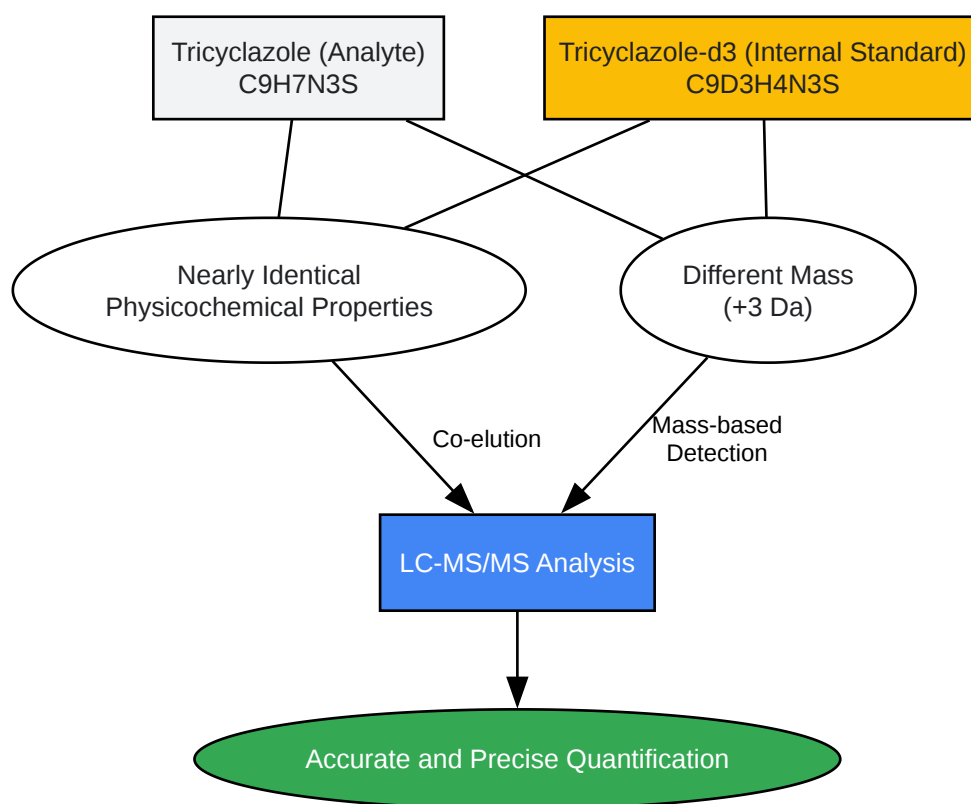 Tricyclazole (Analyte)
C9H7N3S
Tricyclazole-d3 (Internal Standard)
C9D3H4N3S
Nearly Identical
Physicochemical Properties
Different Mass
(+3 Da)
Co-elution
Mass-based
Detection
LC-MS/MS Analysis
Accurate and Precise Quantification